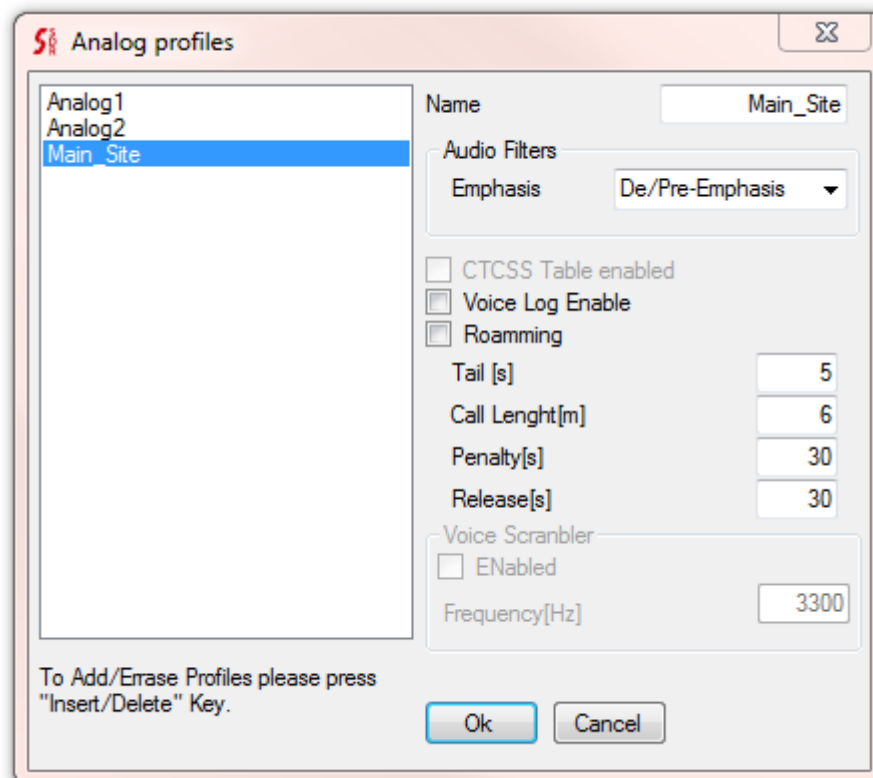 Analog profiles
Analog1
Analog2
Main_Site
Name Main_Site
Audio Filters
Emphasis De/Pre-Emphasis
CTCSS Table enabled
Voice Log Enable
Roamming
Tail [s] 5
Call Lenght[m] 6
Penalty[s] 30
Release[s] 30
Voice Scranbler
ENabled
Frequency[Hz] 3300
To Add/Errase Profiles please press
"Insert/Delete" Key.
Ok Cancel